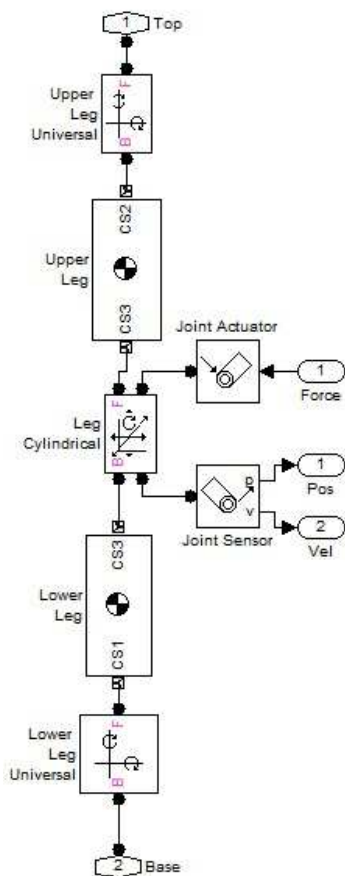 1 Top
Upper
Leg
Universal
F
B
CS2
Upper
Leg
CS3
Joint Actuator
1
Force
Leg
Cylindrical
F
B
p
v
1
Pos
2
Vel
Joint Sensor
CS3
Lower
Leg
CS1
Lower
Leg
Universal
F
B
2 Base